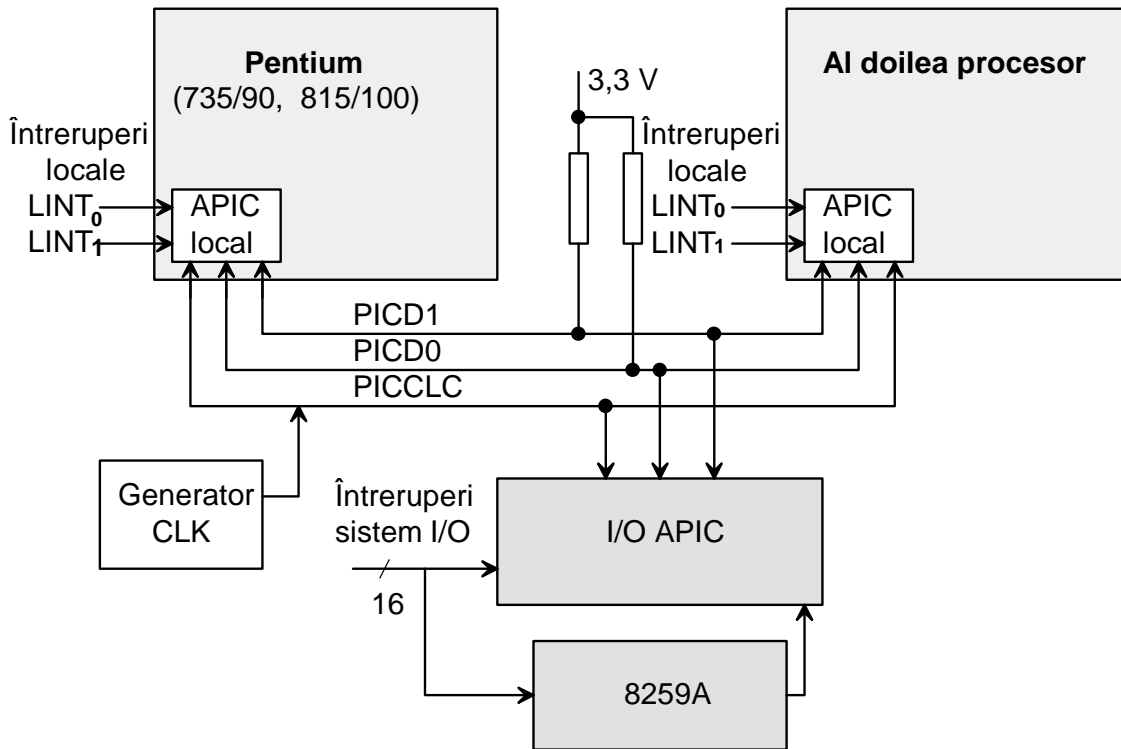 Pentium
(735/90, 815/100)
Întreruperi
locale
LINT0
LINT1
APIC
local
3,3 V
Al doilea procesor
Întreruperi
locale
LINT0
LINT1
APIC
local
PICD1
PICD0
PICCLC
Generator
CLK
Întreruperi
sistem I/O
16
I/O APIC
8259A